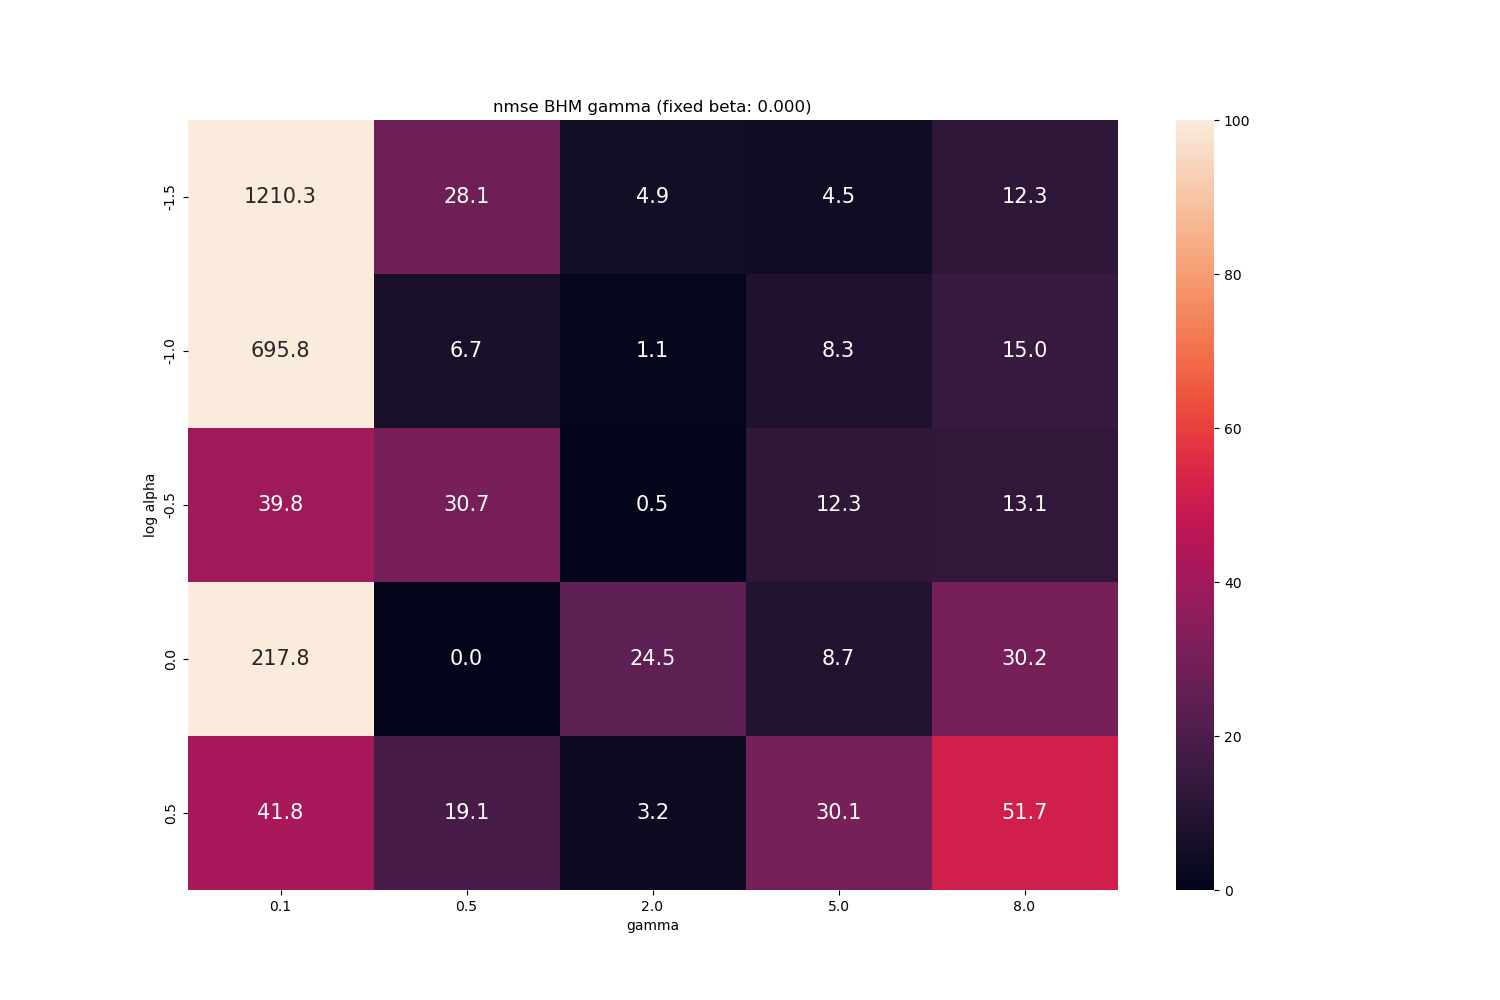 nmse BHM gamma (fixed beta: 0.000)
log alpha
-1.5 1210.3 28.1 4.9 4.5 12.3
-1.0 695.8 6.7 1.1 8.3 15.0
-0.5 39.8 30.7 0.5 12.3 13.1
0.0 217.8 0.0 24.5 8.7 30.2
0.5 41.8 19.1 3.2 30.1 51.7
0.1 0.5 2.0 5.0 8.0
gamma
100
80
60
40
20
0